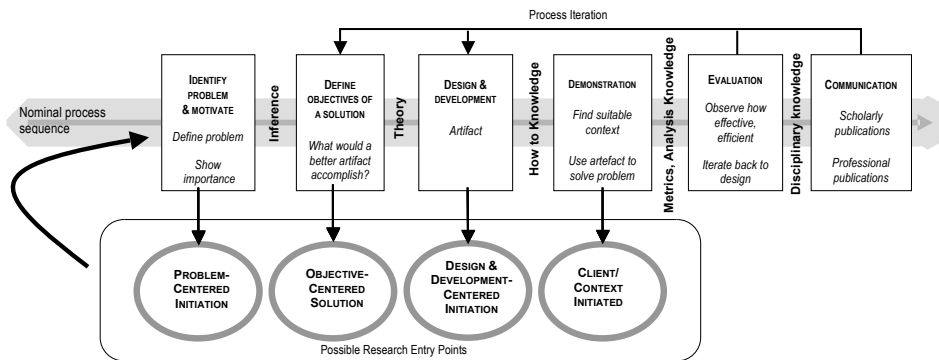 Process Iteration
Nominal process
sequence
IDENTIFY
PROBLEM
& MOTIVATE
Define problem
Show
importance
Inference
DEFINE
OBJECTIVES OF
A SOLUTION
What would a
better artifact
accomplish?
Theory
DESIGN &
DEVELOPMENT
Artifact
How to Knowledge
DEMONSTRATION
Find suitable
context
Use artefact to
solve problem
Metrics, Analysis Knowledge
EVALUATION
Observe how
effective,
efficient
Iterate back to
design
Disciplinary knowledge
COMMUNICATION
Scholarly
publications
Professional
publications
PROBLEM-
CENTERED
INITIATION
OBJECTIVE-
CENTERED
SOLUTION
DESIGN &
DEVELOPMENT-
CENTERED
INITIATION
CLIENT/
CONTEXT
INITIATED
Possible Research Entry Points